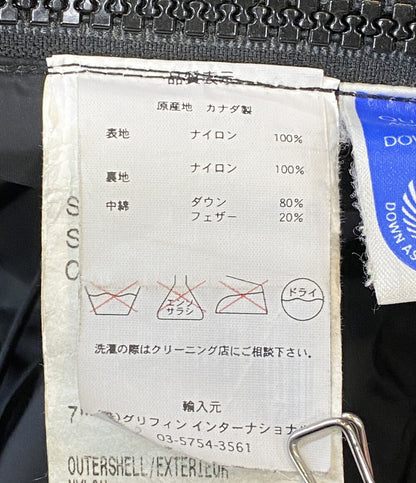 品質表示
原産地 カナダ製
表地 ナイロン 100%
裏地 ナイロン 100%
中綿 ダウン 80%
フェザー 20%
エンソ
サラシ
ドライ
洗濯の際はクリーニング店にご相談下さい。
輸入元
グリフィン インターナショナル
03-5754-3561
OUTERSHELL/EXTERIEUR
DOWN AS